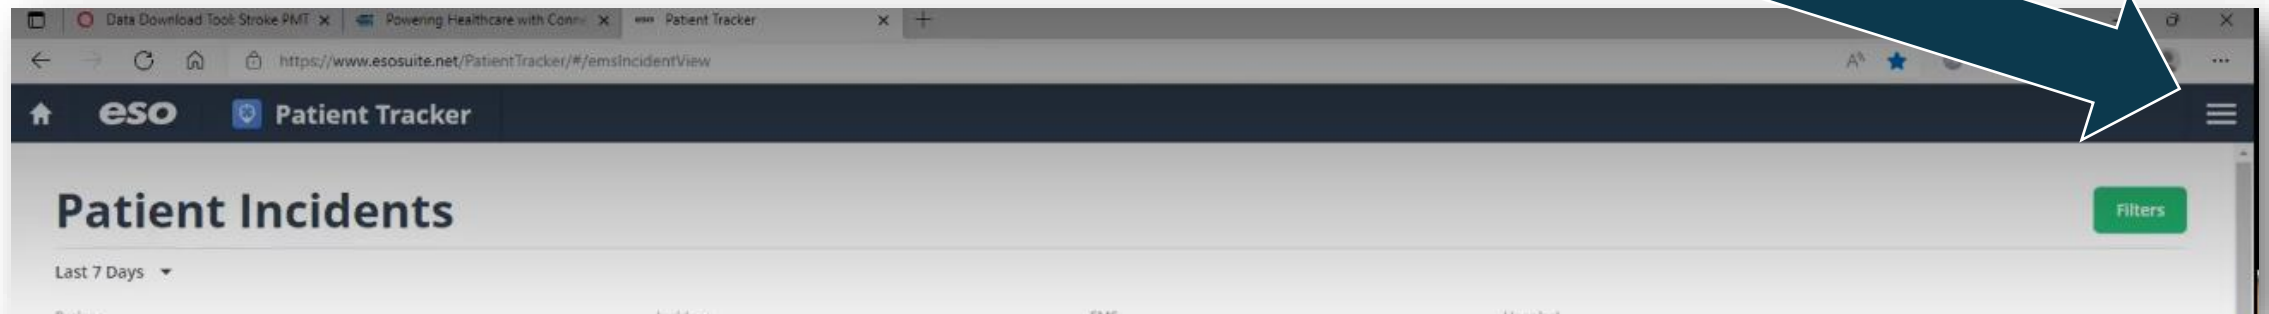 Data Download Tool: Stroke PMT Powering Healthcare with Conn eso Patient Tracker
https://www.esosuite.net/PatientTracker/#/emsIncidentView
eso Patient Tracker
Patient Incidents
Filters
Last 7 Days